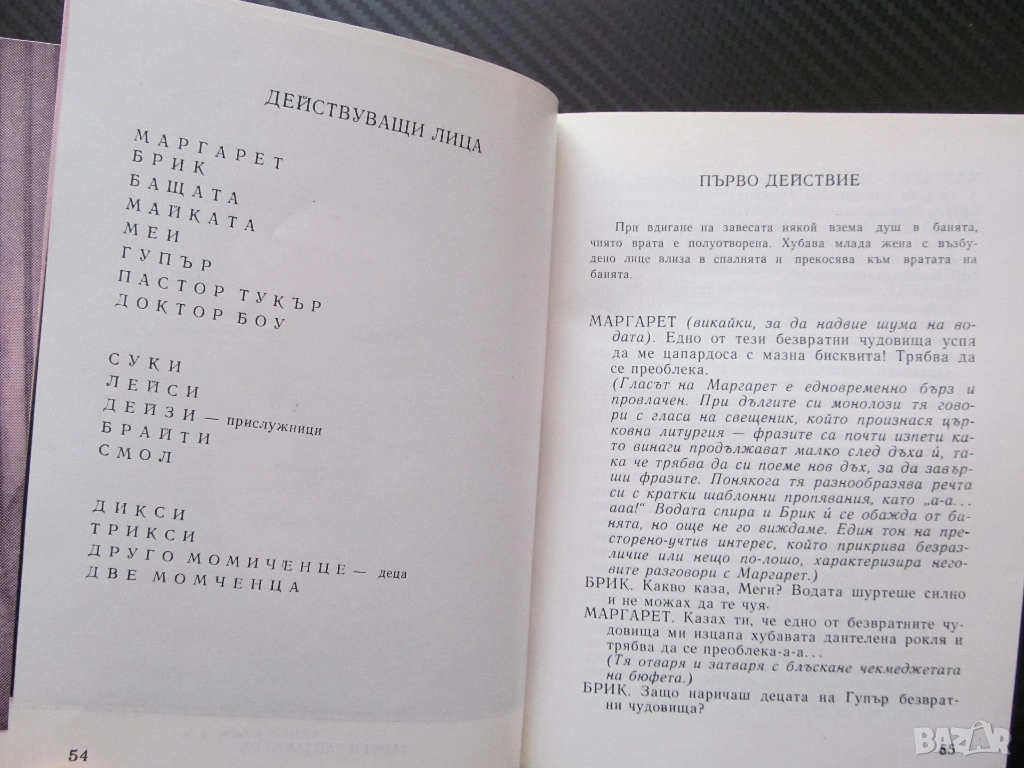 ДЕЙСТВУВАЩИ ЛИЦА
МАРГАРЕТ
БРИК
БАЩАТА
МАЙКАТА
МЕИ
ГУПЪР
ПАСТОР ТУКЪР
ДОКТОР БОУ
СУКИ
ЛЕЙСИ
ДЕЙЗИ — прислужници
БРАЙТИ
СМОЛ
ДИКСИ
ТРИКСИ
ДРУГО МОМИЧЕНЦЕ — деца
ДВЕ МОМЧЕНЦА
54
ПЪРВО ДЕЙСТВИЕ
При вдигане на завесата някой взема душ в банята,
чиято врата е полуотворена. Хубава млада жена с възбу-
дено лице влиза в спалнята и прекосява към вратата на
банята.
МАРГАРЕТ (викайки, за да надвие шума на во-
дата). Едно от тези безвратни чудовища успя
да ме цапардоса с мазна бисквита! Трябва да
се преоблека.
(Гласът на Маргарет е едновременно бърз и
провлачен. При дългите си монолози тя гово-
ри с гласа на свещеник, който произнася цър-
ковна литургия — фразите са почти изпети ка-
то винаги продължават малко след дъха ѝ, та-
ка че трябва да си поеме нов дъх, за да завър-
ши фразите. Понякога тя разнообразява речта
си с кратки шаблонни пропявания, като „а-а...
ааа!“ Водата спира и Брик ѝ се обажда от ба-
нята, но още не го виждаме. Един тон на пре-
сторено-учтив интерес, който прикрива безраз-
личие или нещо по-лошо, характеризира него-
вите разговори с Маргарет.)
БРИК. Какво каза, Меги? Водата шуртеше силно
и не можах да те чуя.
МАРГАРЕТ. Казах ти, че едно от безвратните чу-
довища ми изцапа хубавата дантелена рокля и
трябва да се преоблека-а-а...
(Тя отваря и затваря с блъскане чекмеджетата
на бюфета.)
БРИК. Защо наричаш децата на Гупър безврат-
ни чудовища?
55
BAZAR